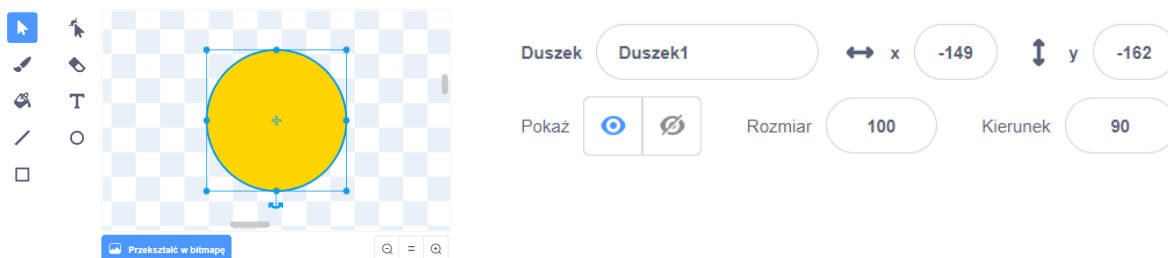 Duszek Duszek1 x -149 y -162
Pokaż Rozmiar 100 Kierunek 90
T
Przekształć w bitmapę =